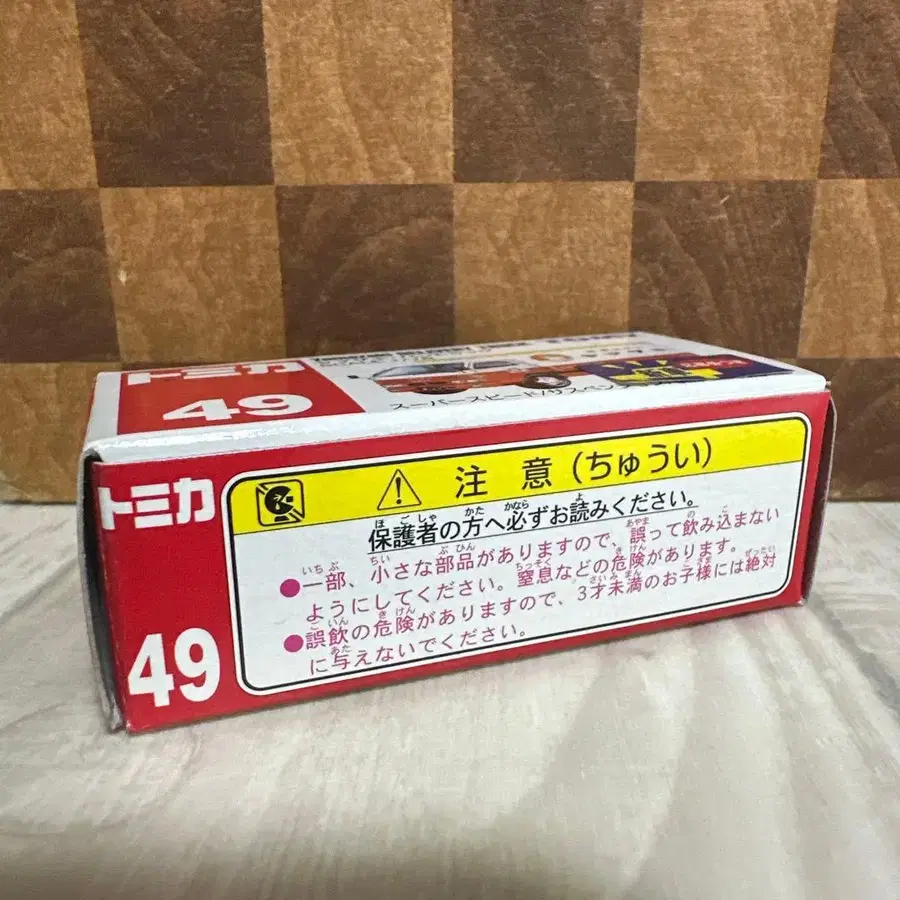 トミカ
49
スーパースピード/サスペン
トミカ
49
注意(ちゅうい)
保護者の方へ必ずお読みください。
●一部、小さな部品がありますので、誤って飲み込まない
ようにしてください。窒息などの危険があります。
●誤飲の危険がありますので、3才未満のお子様には絶対
に与えないでください。